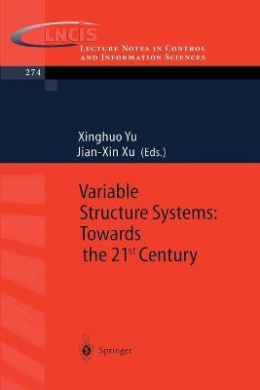 LNCIS
LECTURE NOTES IN CONTROL
AND INFORMATION SCIENCES
274
Xinghuo Yu
Jian-Xin Xu (Eds.)
Variable
Structure Systems:
Towards
the 21st Century
Springer